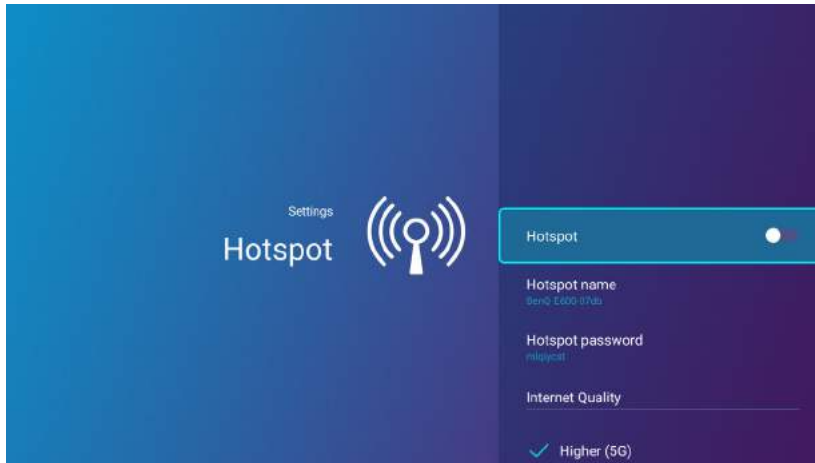 Settings
Hotspot
Hotspot
Hotspot name
BenQ E600-07db
Hotspot password
Internet Quality
Higher (5G)